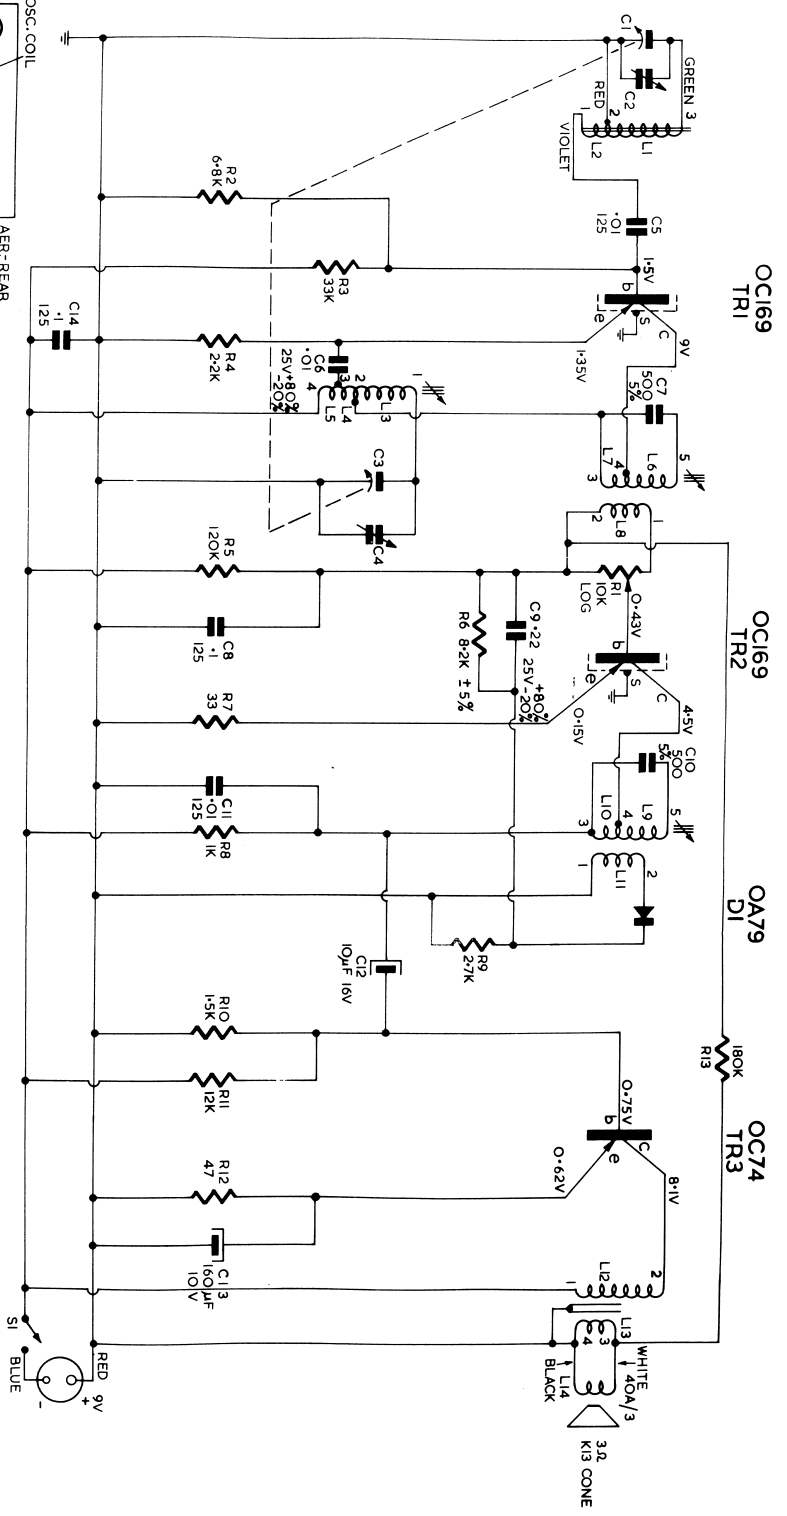 OC169
TR1
OC169
TR2
OA79
D1
OC74
TR3
C1
C2
GREEN 3
RED
2
1
L1
L2
VIOLET
C5
·01
125
1·5V
b
e
s
c
9V
1·35V
R2
6·8K
R3
33K
R4
2·2K
C14
·1
125
C6
·01
25V+80%
-20%
1
2
3
4
L3
L4
L5
C3
C4
C7
500
5%
5
4
3
L6
L7
L8
1
2
R1
10K
LOG
0·43V
b
e
s
c
4·5V
0·15V
R5
120K
C8
·1
125
R6 8·2K ±5%
C9 ·22
25V+80%
-20%
R7
33
C10
500
5%
5
4
3
L9
L10
L11
1
2
C11
·01
125
R8
1K
R9
2·7K
C12
10µF 16V
R10
1·5K
R11
12K
180K
R13
0·75V
b
c
e
0·62V
8·1V
R12
47
C13
160µF
10V
L12
1
2
L13
3
4
WHITE
40A/3
L14
BLACK
3Ω
K13 CONE
S1
BLUE
RED
9V
+
-
OSC.COIL
AER-REAR